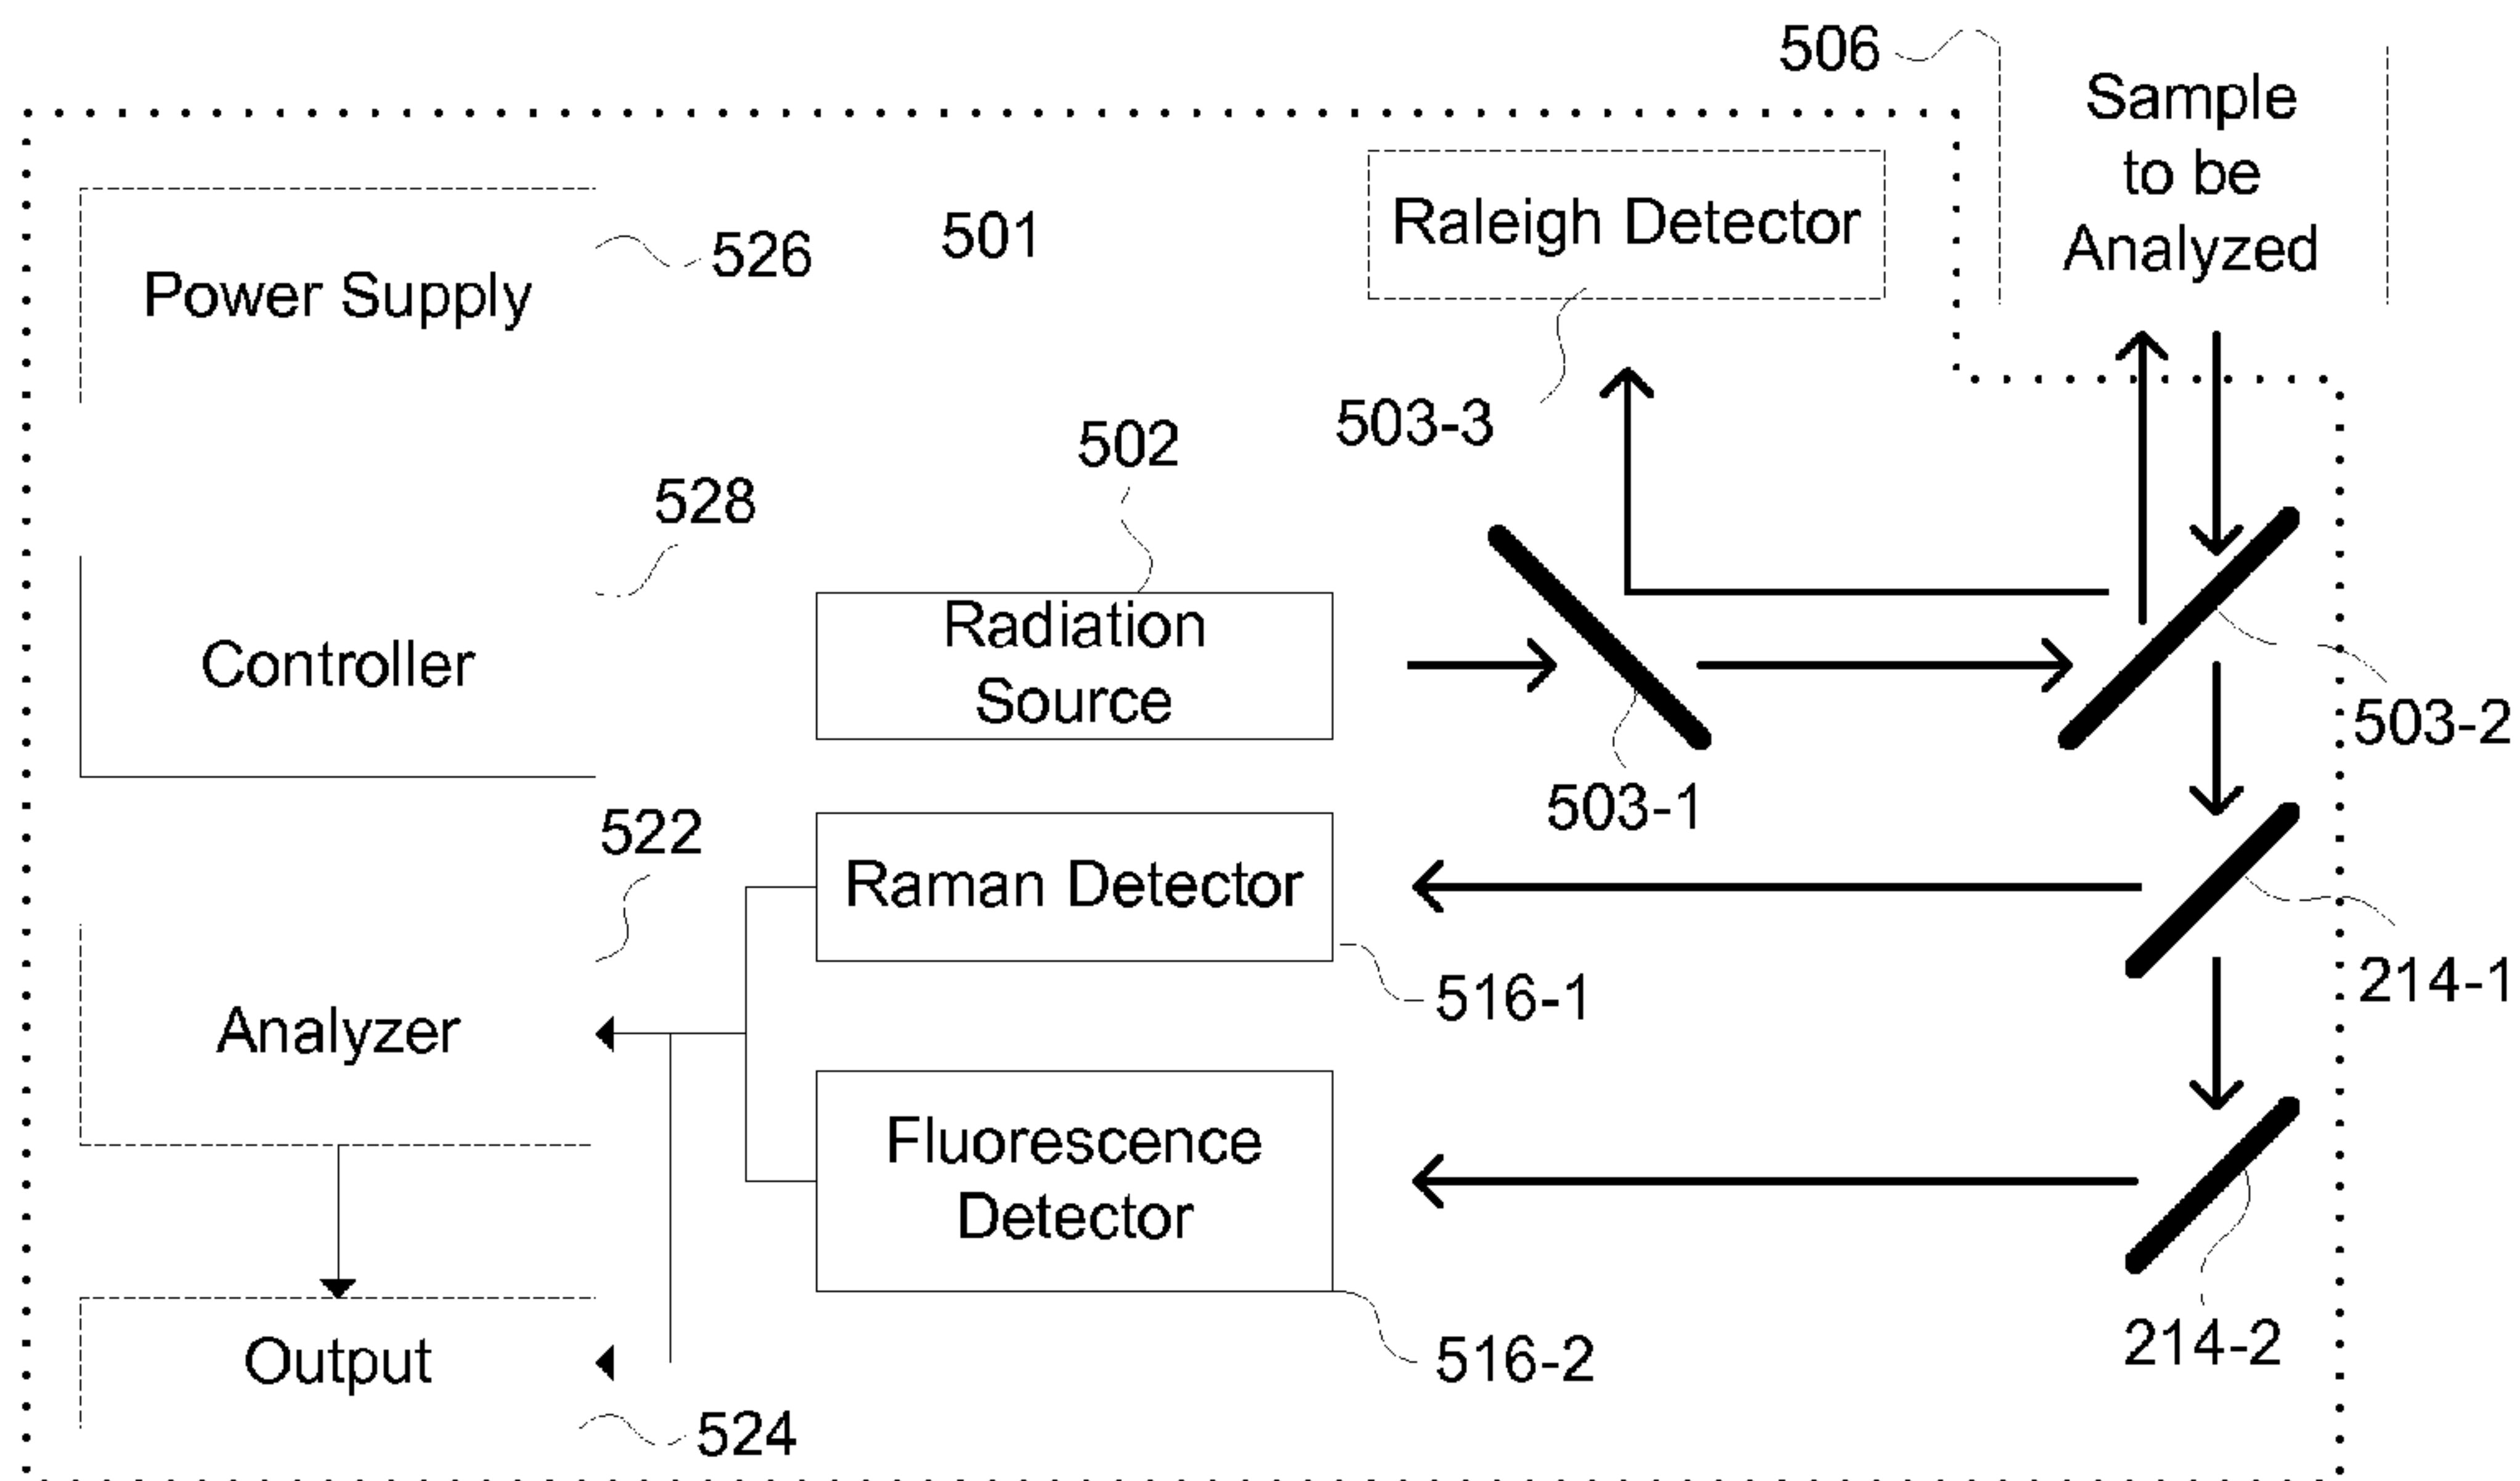 506
Sample
to be
Analyzed
Raleigh Detector
501
526
Power Supply
503-3
502
528
Radiation
Source
Controller
503-2
503-1
522
Raman Detector
214-1
516-1
Analyzer
Fluorescence
Detector
214-2
516-2
Output
524